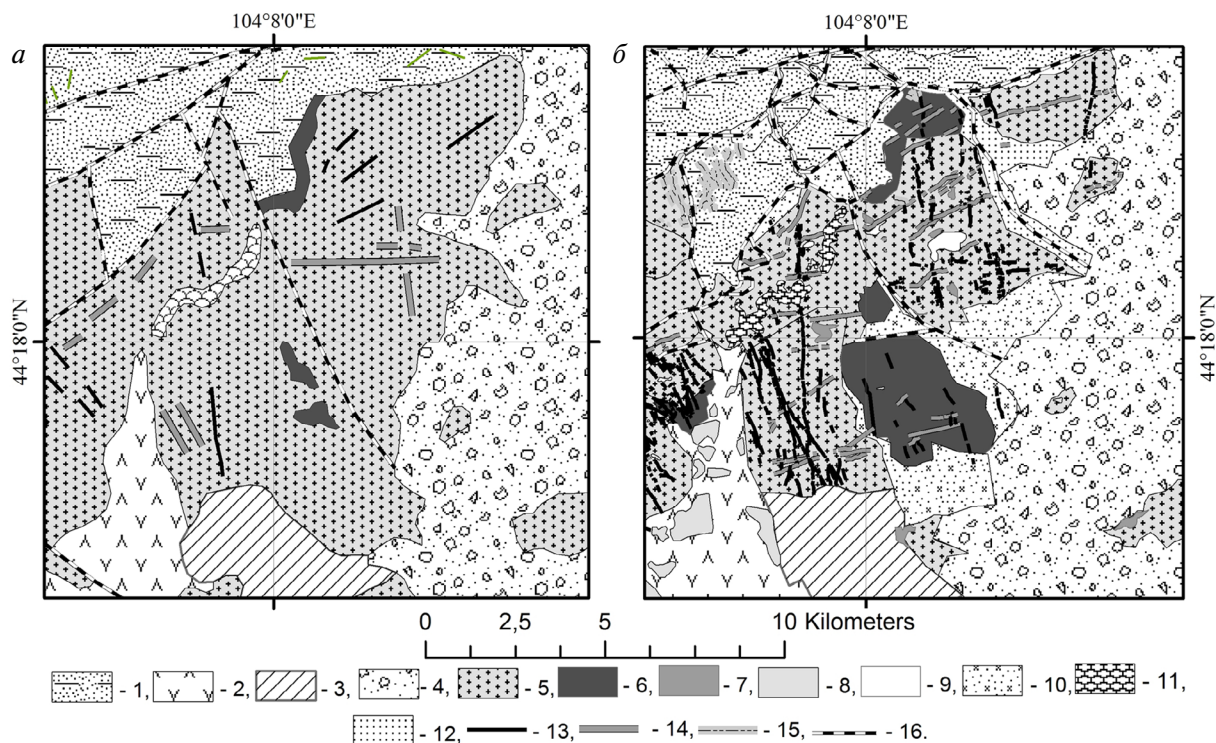 104°8'0"E 104°8'0"E
а б
44°18'0"N 44°18'0"N
0 2,5 5 10 Kilometers
- 1, - 2, - 3, - 4, - 5, - 6, - 7, - 8, - 9, - 10, - 11,
- 12, - 13, - 14, - 15, - 16.